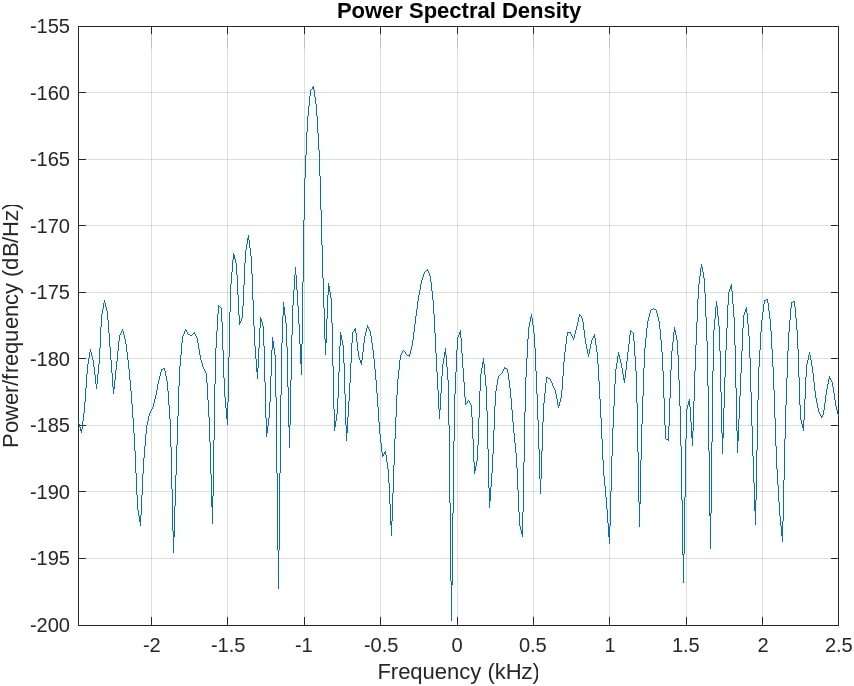 Power Spectral Density
-155
-160
-165
-170
-175
-180
-185
-190
-195
-200
Power/frequency (dB/Hz)
-2 -1.5 -1 -0.5 0 0.5 1 1.5 2 2.5
Frequency (kHz)